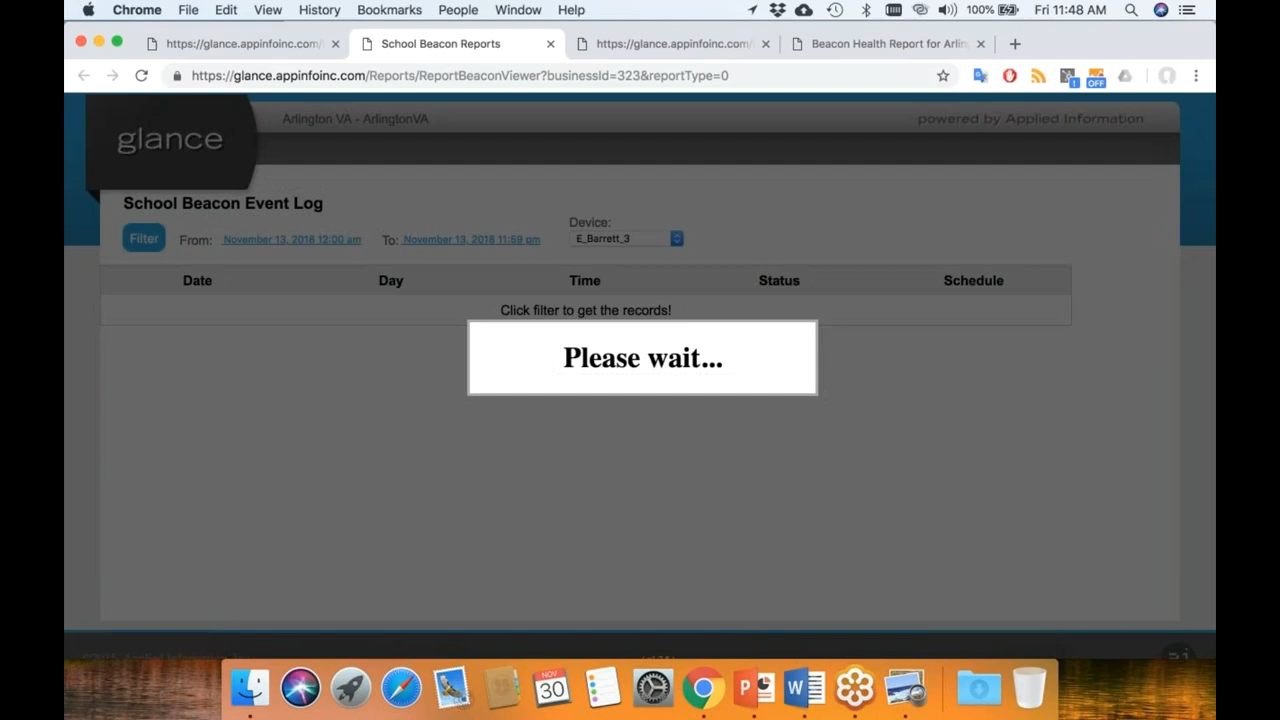 Chrome File Edit View History Bookmarks People Window Help 100% Fri 11:48 AM
https://glance.appinfoinc.com/ School Beacon Reports https://glance.appinfoinc.com/ Beacon Health Report for Arlin
https://glance.appinfoinc.com/Reports/ReportBeaconViewer?businessId=323&reportType=0
1 OFF
glance Arlington VA - ArlingtonVA powered by Applied Information
School Beacon Event Log
Device:
Filter From: November 13, 2018 12:00 am To: November 13, 2018 11:59 pm E_Barrett_3
Date Day Time Status Schedule
Click filter to get the records!
Please wait...
NOV
30 P W